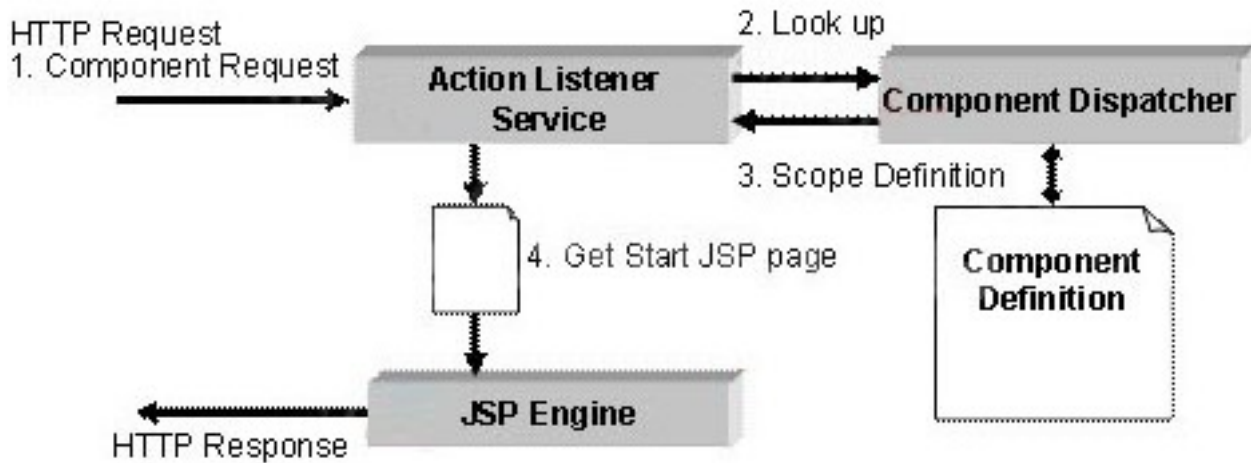 HTTP Request
1. Component Request
Action Listener
Service
2. Look up
Component Dispatcher
3. Scope Definition
4. Get Start JSP page
Component
Definition
JSP Engine
HTTP Response